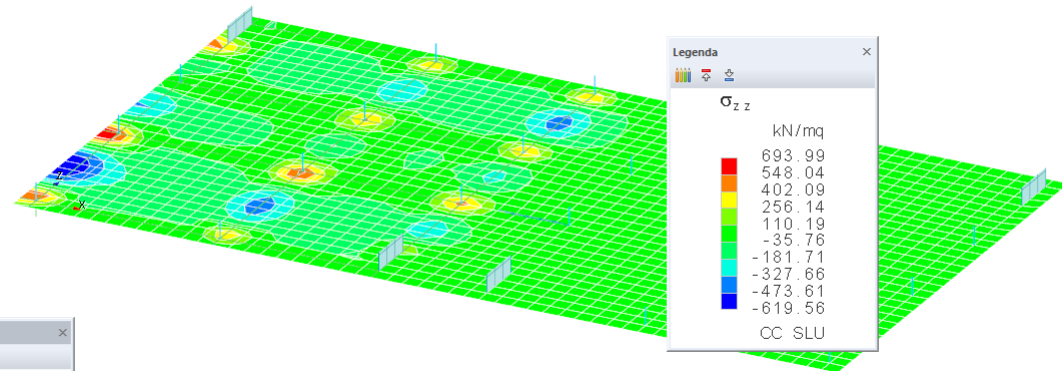 Legenda
σz z
kN/mq
693.99
548.04
402.09
256.14
110.19
-35.76
-181.71
-327.66
-473.61
-619.56
CC SLU
Z
X